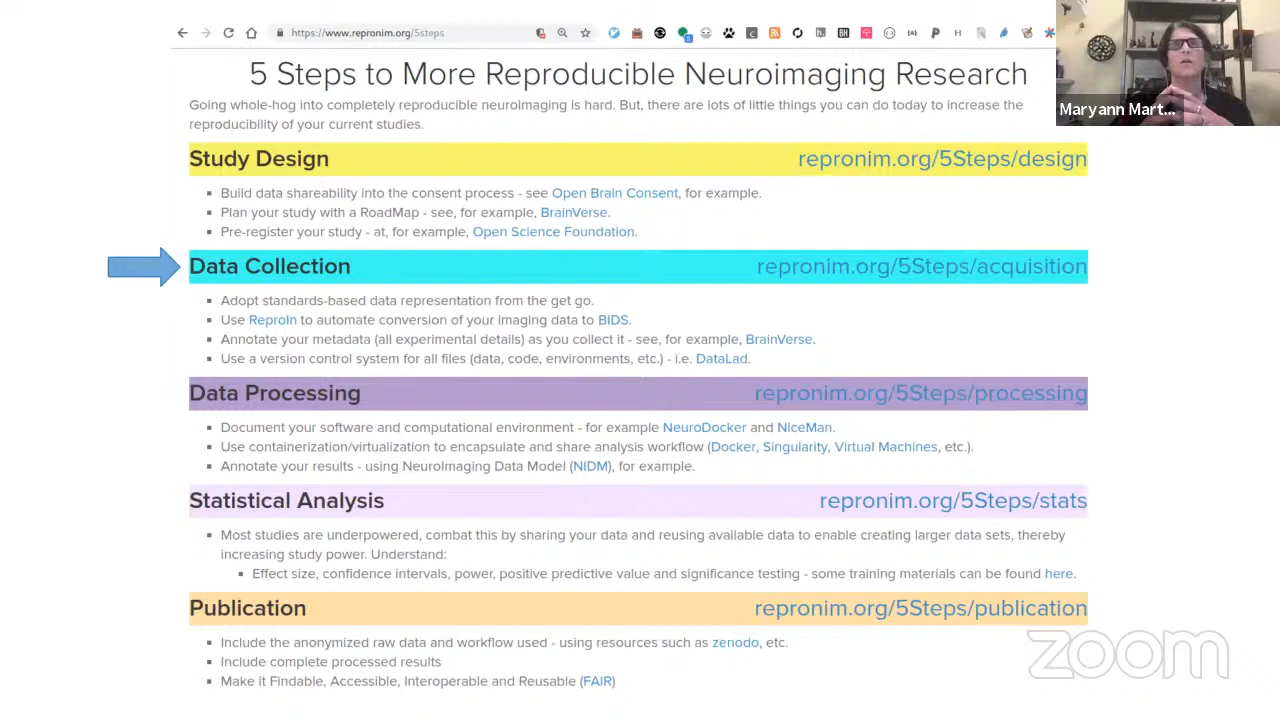 https://www.repronim.org/5steps
5 Steps to More Reproducible Neuroimaging Research
Going whole-hog into completely reproducible neuroimaging is hard. But, there are lots of little things you can do today to increase the
reproducibility of your current studies.
Maryann Mart...
Study Design repronim.org/5Steps/design
Build data shareability into the consent process - see Open Brain Consent, for example.
Plan your study with a RoadMap - see, for example, BrainVerse.
Pre-register your study - at, for example, Open Science Foundation.
Data Collection repronim.org/5Steps/acquisition
Adopt standards-based data representation from the get go.
Use ReproIn to automate conversion of your imaging data to BIDS.
Annotate your metadata (all experimental details) as you collect it - see, for example, BrainVerse.
Use a version control system for all files (data, code, environments, etc.) - i.e. DataLad.
Data Processing repronim.org/5Steps/processing
Document your software and computational environment - for example NeuroDocker and NiceMan.
Use containerization/virtualization to encapsulate and share analysis workflow (Docker, Singularity, Virtual Machines, etc.).
Annotate your results - using NeuroImaging Data Model (NIDM), for example.
Statistical Analysis repronim.org/5Steps/stats
Most studies are underpowered, combat this by sharing your data and reusing available data to enable creating larger data sets, thereby
increasing study power. Understand:
Effect size, confidence intervals, power, positive predictive value and significance testing - some training materials can be found here.
Publication repronim.org/5Steps/publication
Include the anonymized raw data and workflow used - using resources such as zenodo, etc.
Include complete processed results
Make it Findable, Accessible, Interoperable and Reusable (FAIR)
zoom